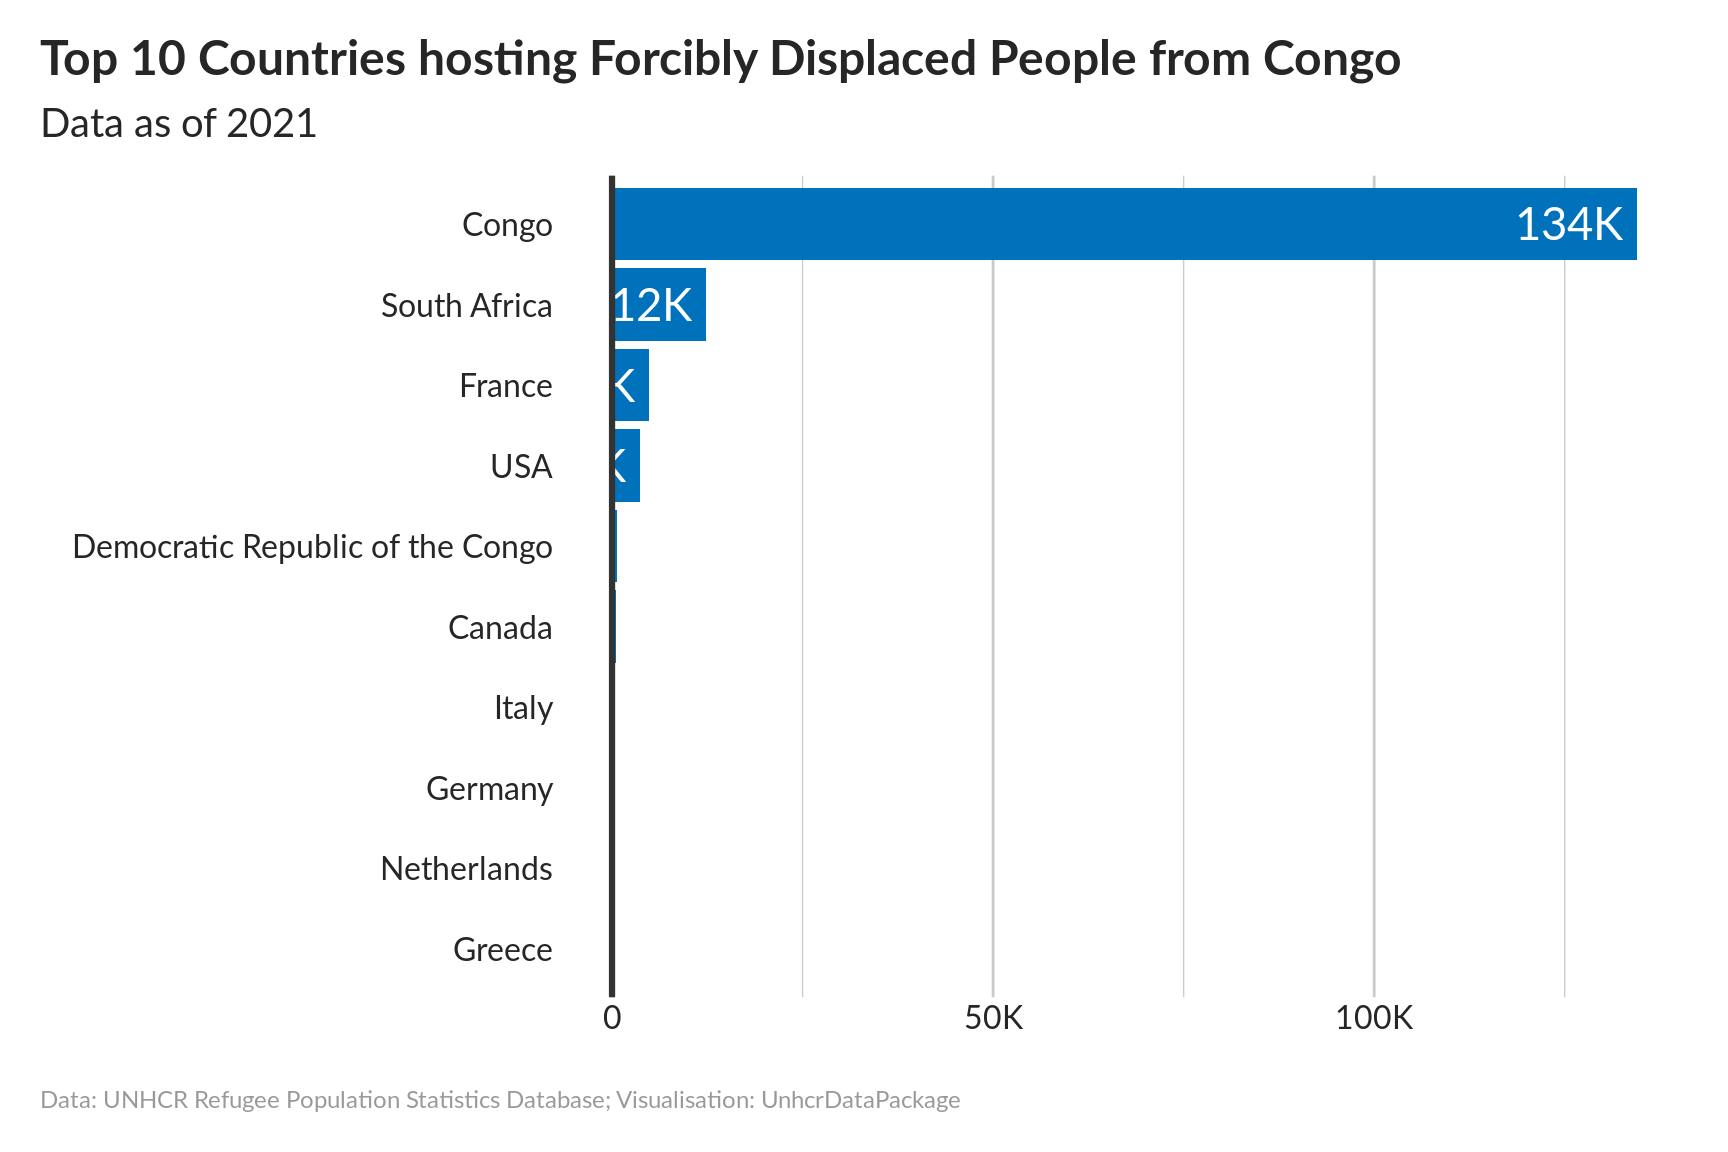 Top 10 Countries hosting Forcibly Displaced People from Congo
Data as of 2021
Congo
134K
South Africa
12K
France
K
USA
K
Democratic Republic of the Congo
Canada
Italy
Germany
Netherlands
Greece
0 50K 100K
Data: UNHCR Refugee Population Statistics Database; Visualisation: UnhcrDataPackage